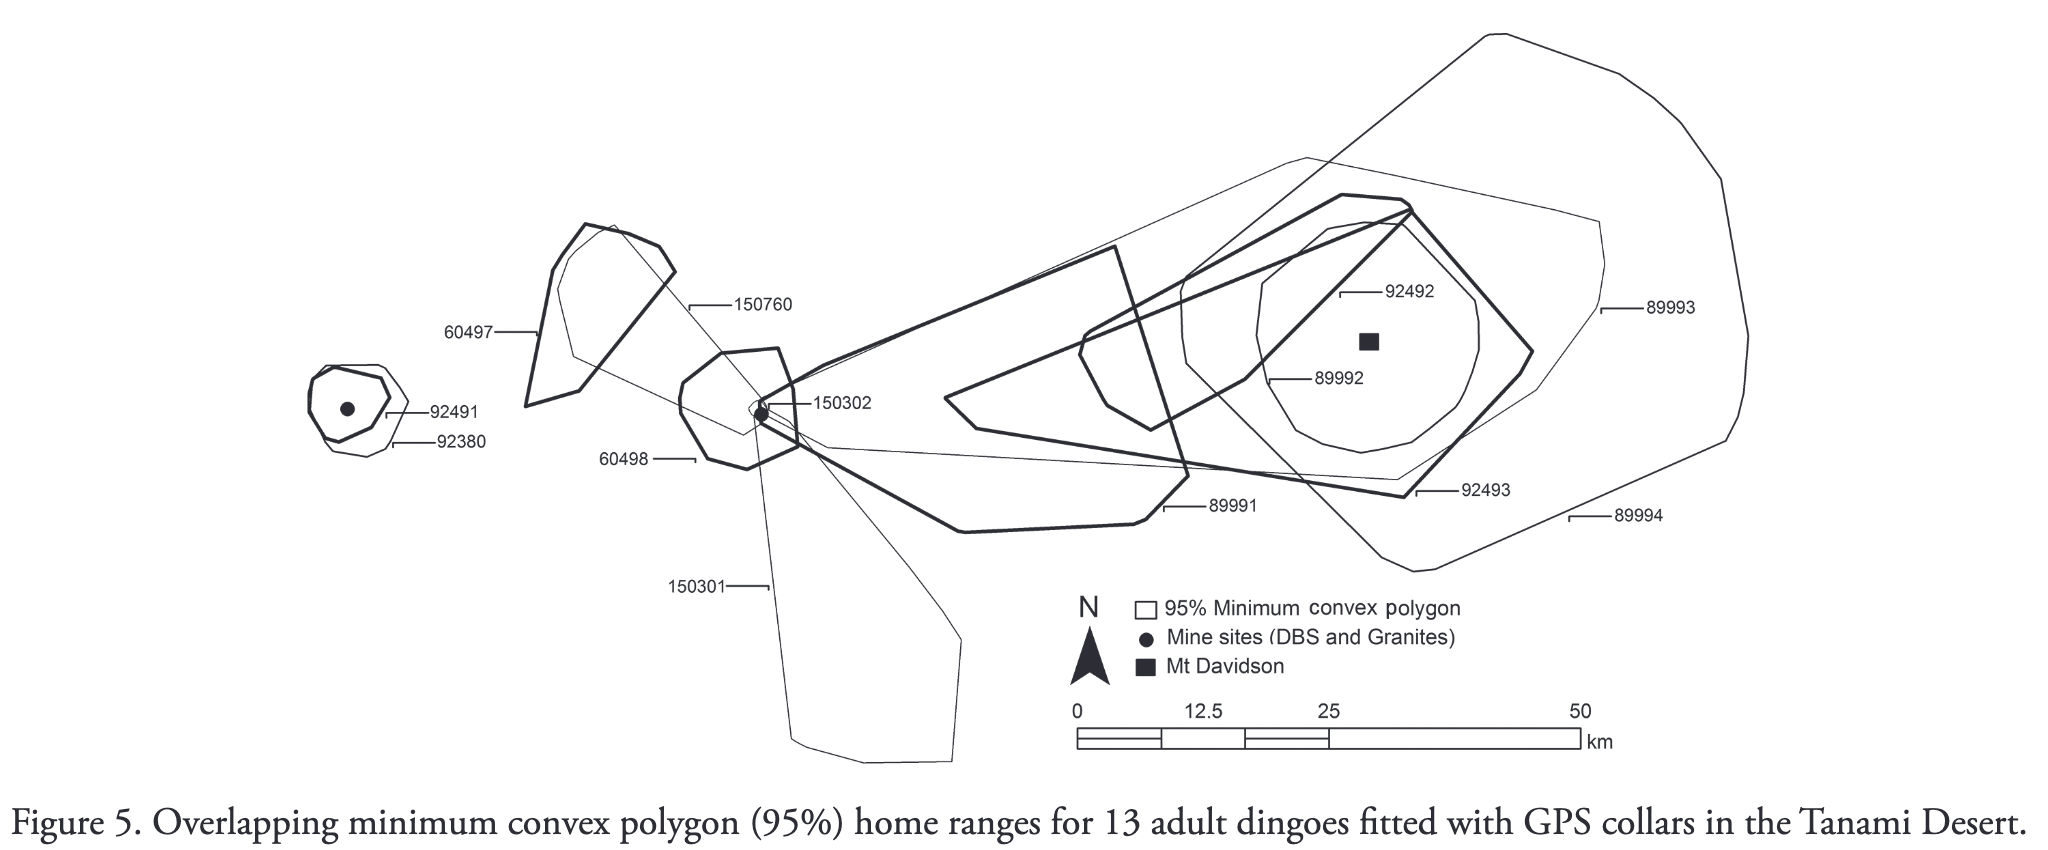 150760
92492
89993
60497
89992
150302
92491
92380
60498
92493
89991
89994
150301
N
95% Minimum convex polygon
Mine sites (DBS and Granites)
Mt Davidson
0 12.5 25 50
km
Figure 5. Overlapping minimum convex polygon (95%) home ranges for 13 adult dingoes fitted with GPS collars in the Tanami Desert.